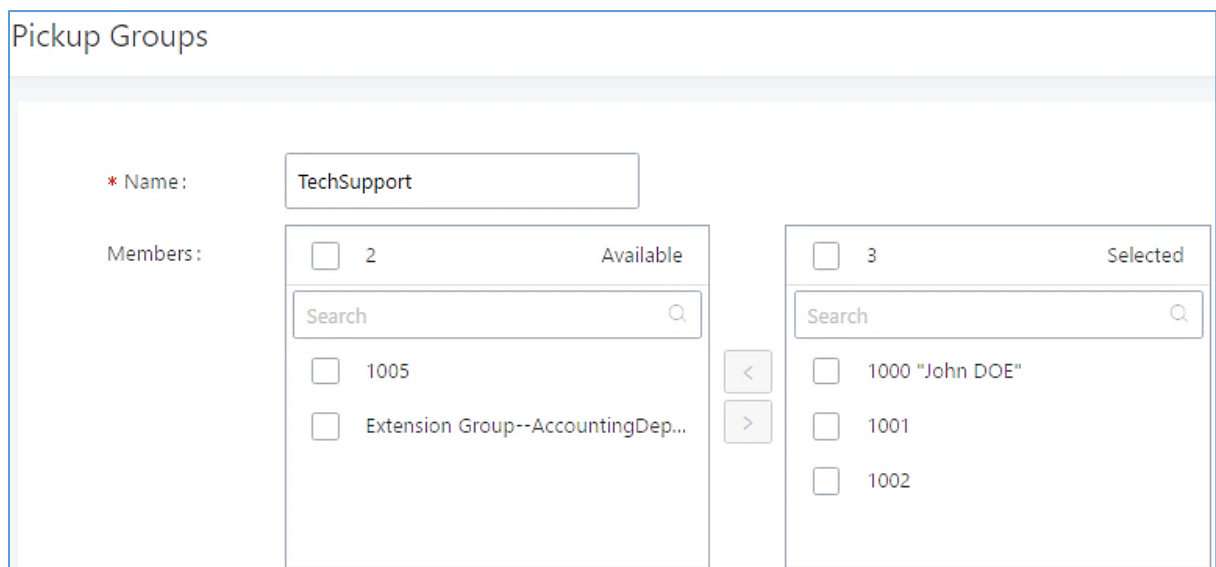 Pickup Groups
* Name:
TechSupport
Members:
2 Available
Search
1005
Extension Group--AccountingDep...
<
>
3 Selected
Search
1000 "John DOE"
1001
1002